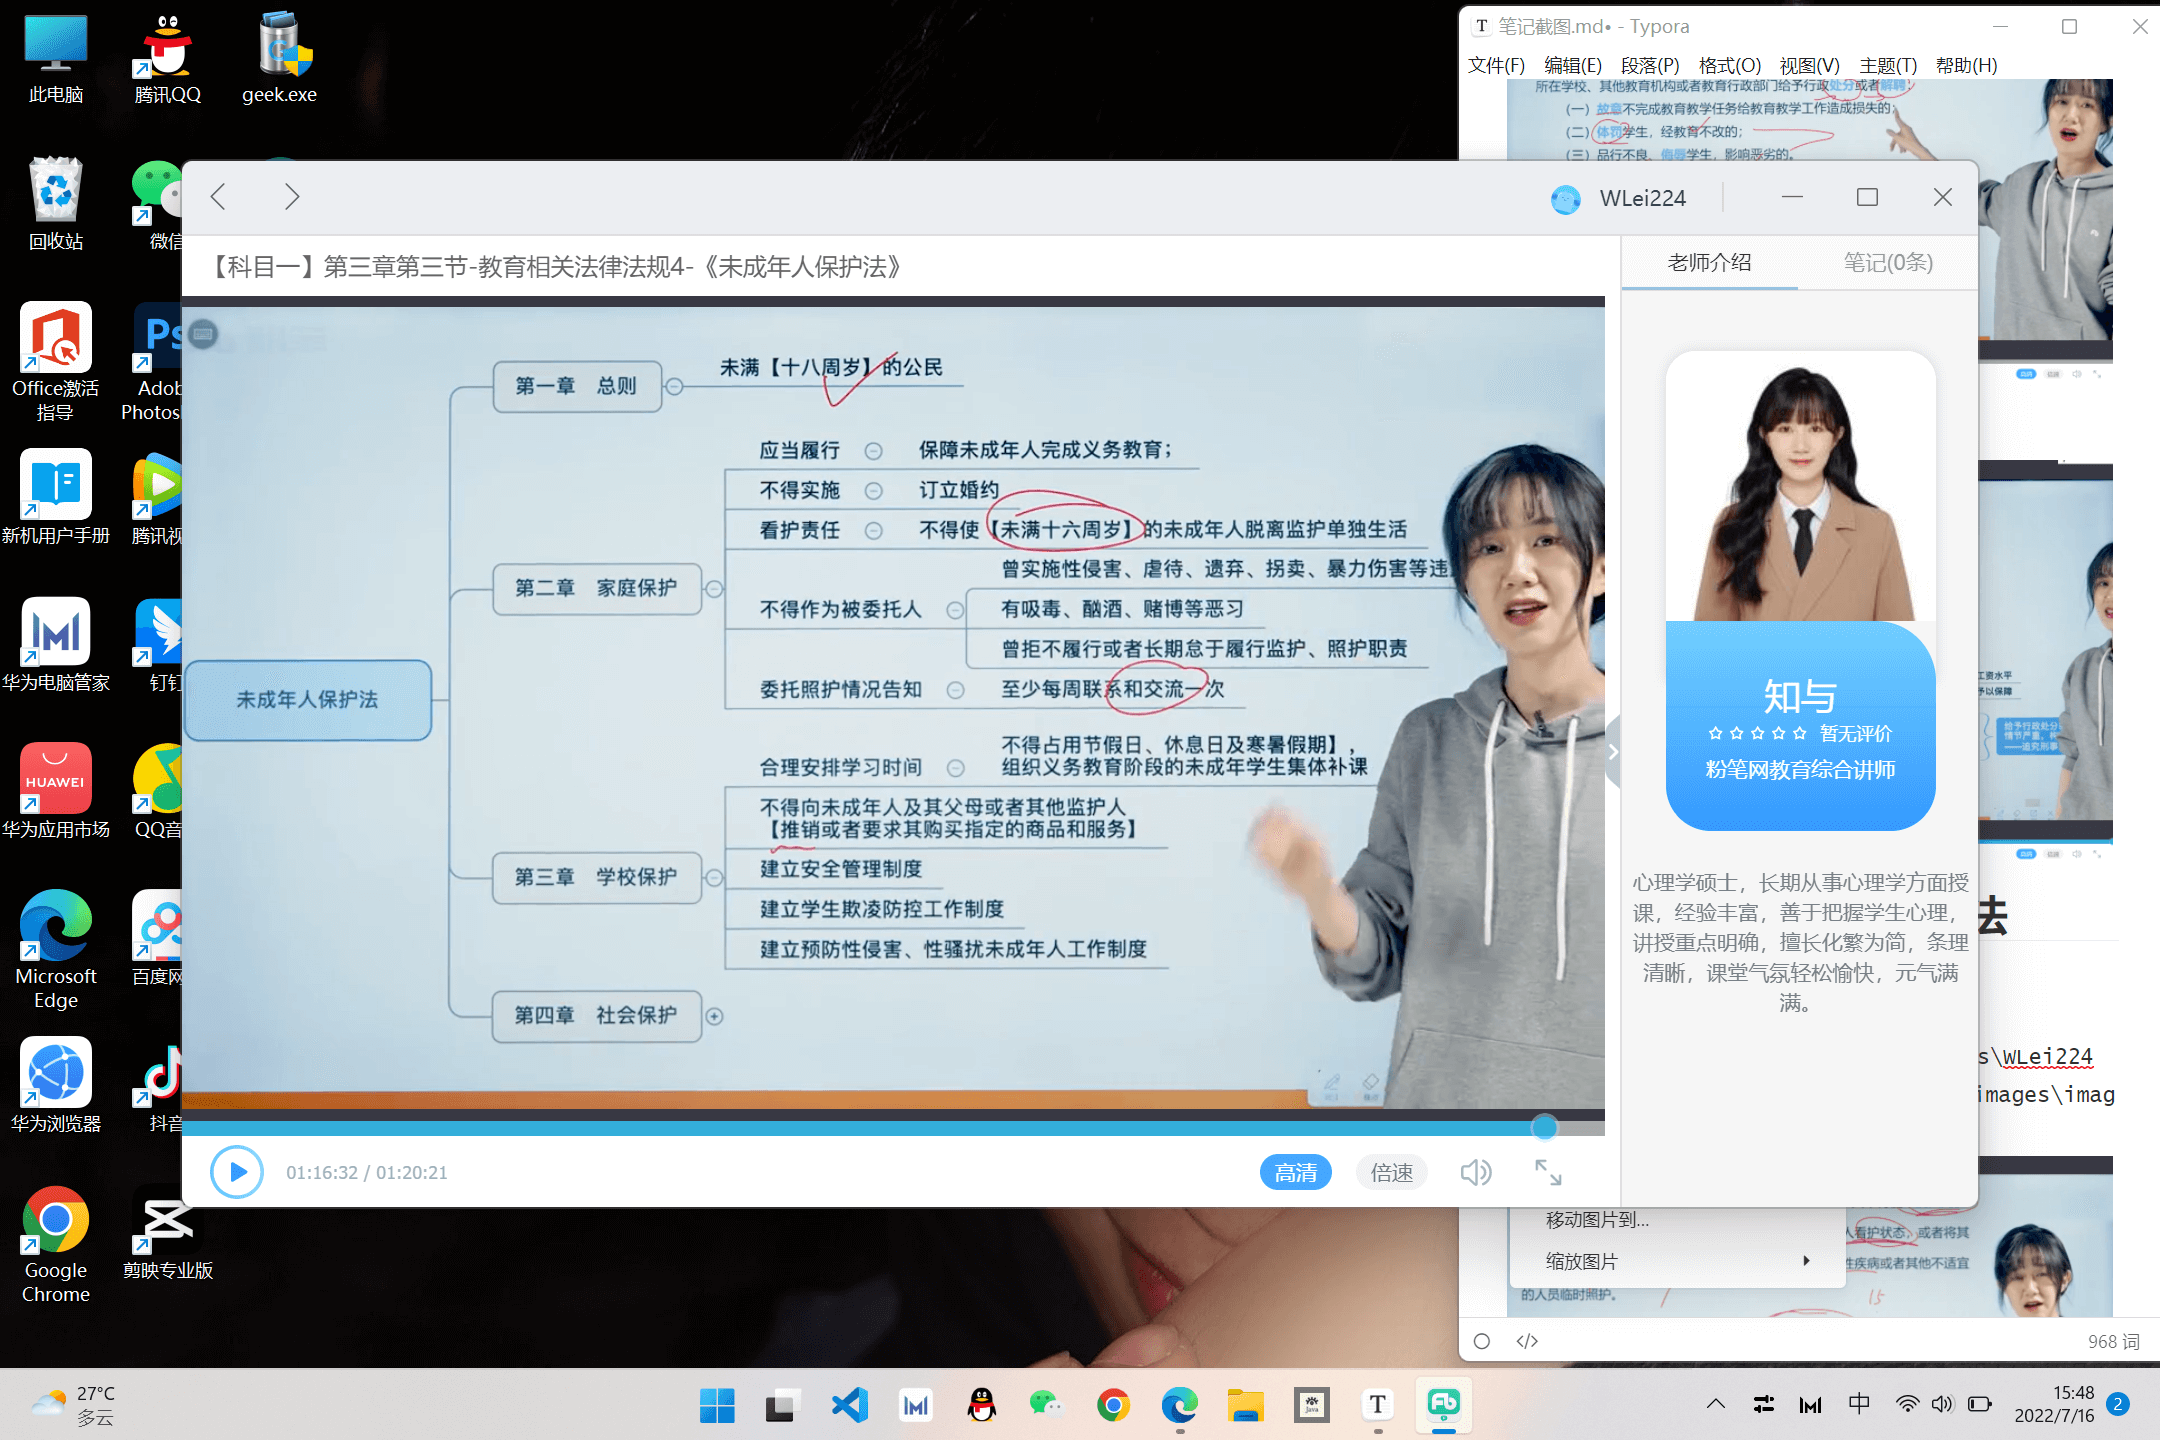 此电脑
腾讯QQ
geek.exe
回收站
微信
Office激活
指导
Adob
Photos
新机用户手册
腾讯视
华为电脑管家
钉钉
HUAWEI
华为应用市场
QQ音
Microsoft
Edge
百度网
华为浏览器
抖音
Google
Chrome
剪映专业版
笔记截图.md• - Typora
文件(F) 编辑(E) 段落(P) 格式(O) 视图(V) 主题(T) 帮助(H)
所在学校、其他教育机构或者教育行政部门给予行政处分或者解聘:
(一)故意不完成教育教学任务给教育教学工作造成损失的;
(二)体罚学生,经教育不改的;
(三)品行不良、侮辱学生,影响恶劣的。
WLei224
【科目一】第三章第三节-教育相关法律法规4-《未成年人保护法》
老师介绍 笔记(0条)
未成年人保护法
第一章 总则
未满【十八周岁】的公民
第二章 家庭保护
应当履行 保障未成年人完成义务教育;
不得实施 订立婚约
看护责任 不得使【未满十六周岁】的未成年人脱离监护单独生活
不得作为被委托人
曾实施性侵害、虐待、遗弃、拐卖、暴力伤害等违
有吸毒、酗酒、赌博等恶习
曾拒不履行或者长期怠于履行监护、照护职责
委托照护情况告知 至少每周联系和交流一次
第三章 学校保护
合理安排学习时间
不得占用节假日、休息日及寒暑假期】,
组织义务教育阶段的未成年学生集体补课
不得向未成年人及其父母或者其他监护人
【推销或者要求其购买指定的商品和服务】
建立安全管理制度
建立学生欺凌防控工作制度
建立预防性侵害、性骚扰未成年人工作制度
第四章 社会保护
01:16:32 / 01:20:21
高清 倍速
知与
暂无评价
粉笔网教育综合讲师
心理学硕士,长期从事心理学方面授
课,经验丰富,善于把握学生心理,
讲授重点明确,擅长化繁为简,条理
清晰,课堂气氛轻松愉快,元气满
满。
工资水平
予以保障
给予行政处分
——追究刑事
法
s\WLei224
images\imag
移动图片到...
缩放图片
人看护状态,或者将其
性疾病或者其他不适宜
的人员临时照护。
15
968 词
27°C
多云
中
15:48
2022/7/16
2